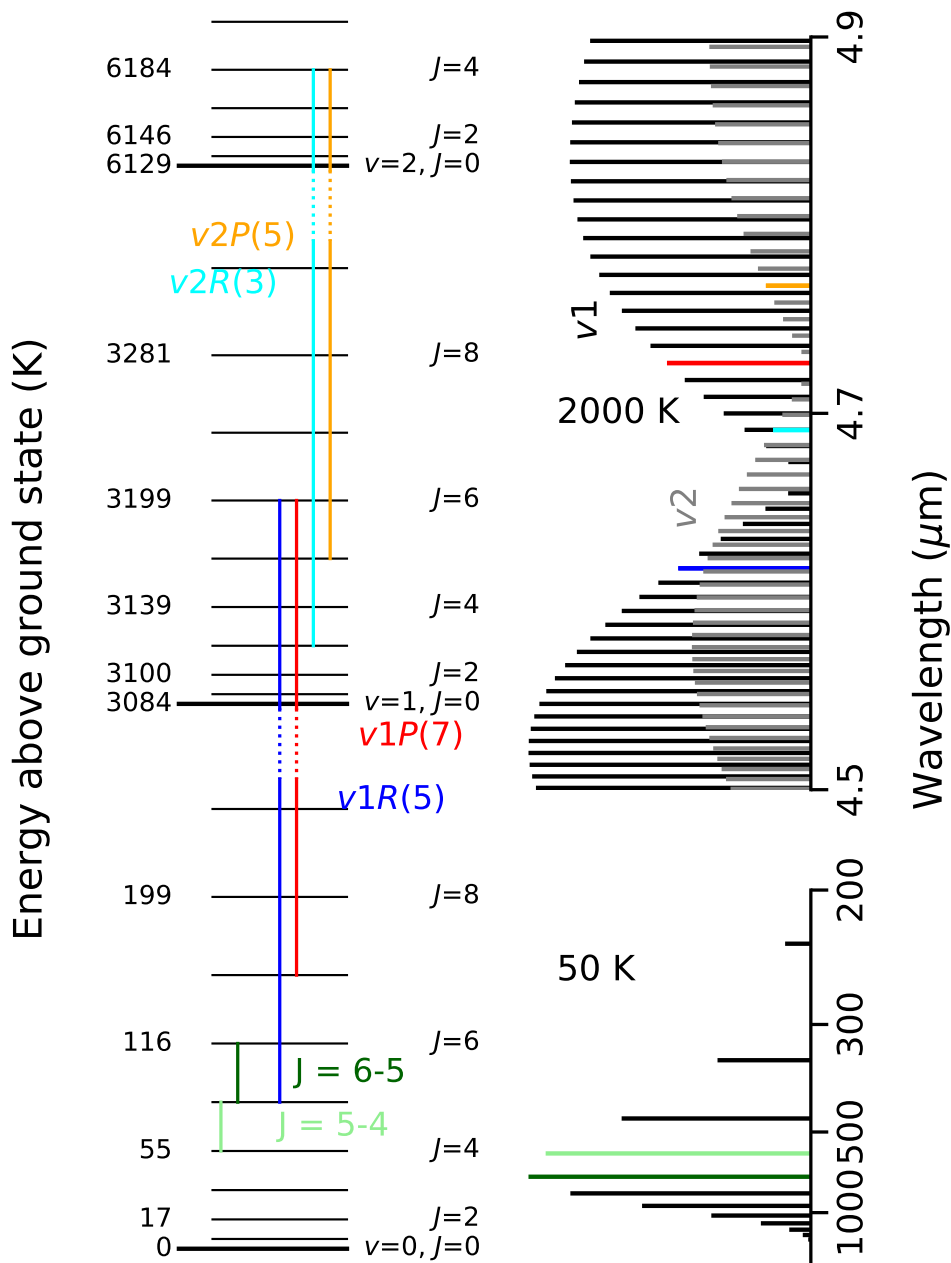 Energy above ground state (K)
6184
J=4
6146
J=2
6129
v=2, J=0
v2P(5)
v2R(3)
3281
J=8
3199
J=6
3139
J=4
3100
J=2
3084
v=1, J=0
v1P(7)
v1R(5)
199
J=8
116
J=6
J = 6-5
J = 5-4
55
J=4
17
J=2
0
v=0, J=0
v1
2000 K
v2
50 K
4.9
4.7
4.5
200
300
500
1000
Wavelength (μm)